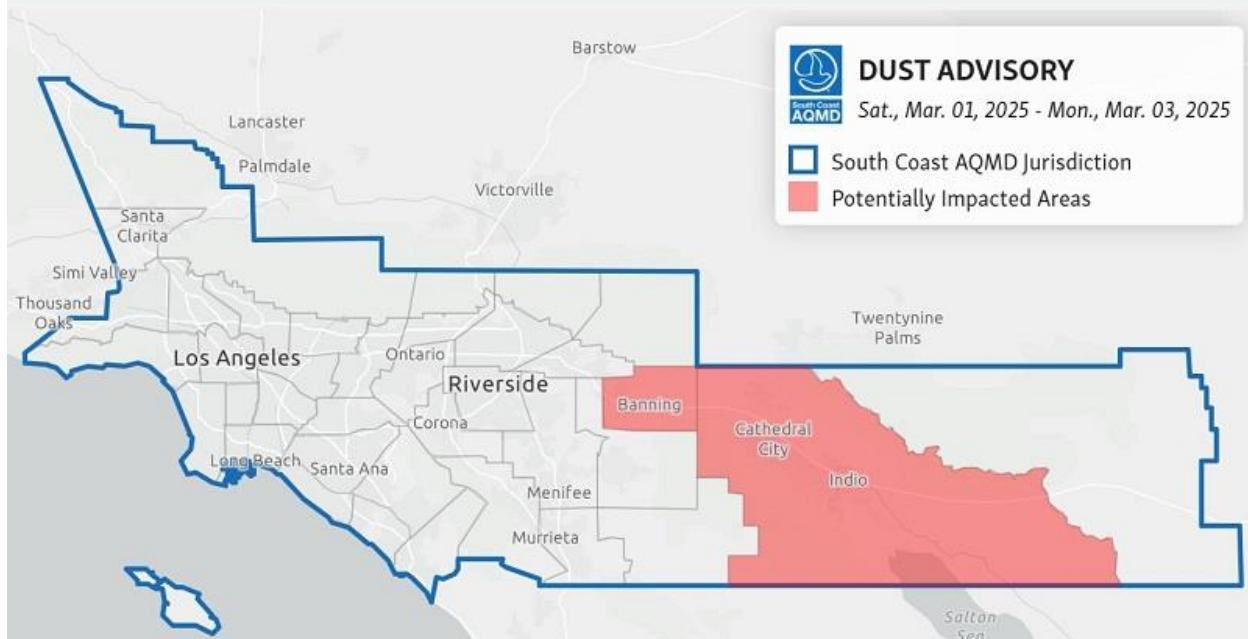 Barstow
South Coast
AQMD
DUST ADVISORY
Sat., Mar. 01, 2025 - Mon., Mar. 03, 2025
South Coast AQMD Jurisdiction
Potentially Impacted Areas
Lancaster
Palmdale
Victorville
Santa
Clarita
Simi Valley
Thousand
Oaks
Twentynine
Palms
Los Angeles
Ontario
Riverside
Banning
Corona
Cathedral
City
Long Beach
Santa Ana
Indio
Menifee
Murrieta
Salton
Sea